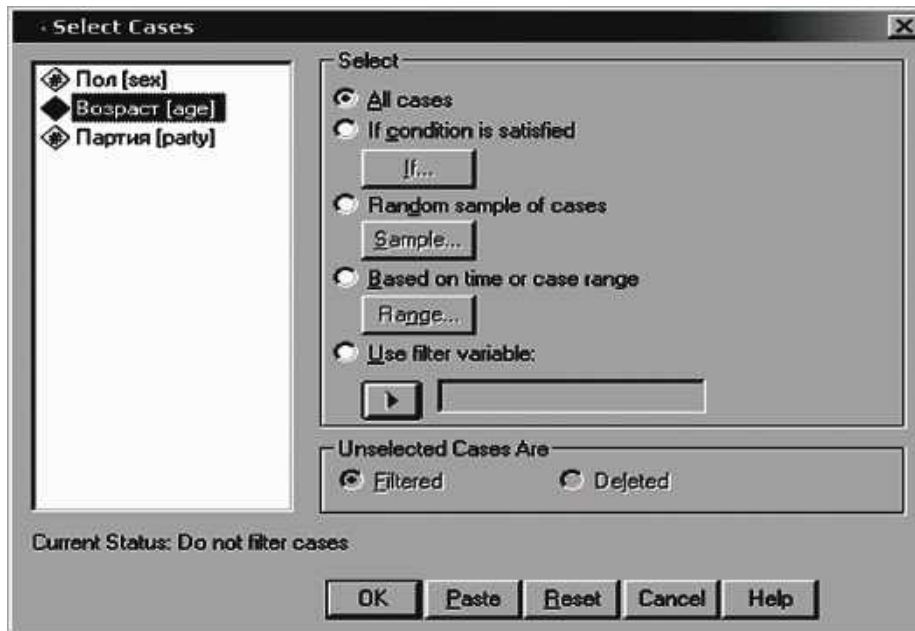 Select Cases
Пол [sex]
Возраст [age]
Партия [party]
Select
All cases
If condition is satisfied
If...
Random sample of cases
Sample...
Based on time or case range
Range...
Use filter variable:
Unselected Cases Are
Filtered
Deleted
Current Status: Do not filter cases
OK
Paste
Reset
Cancel
Help